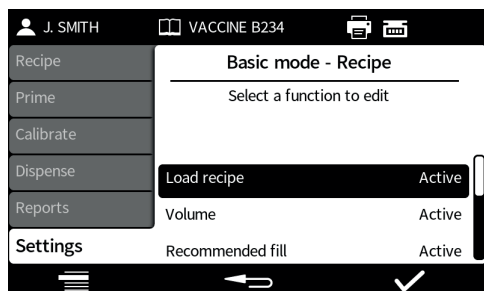 J. SMITH VACCINE B234
Recipe
Prime
Calibrate
Dispense
Reports
Settings
Basic mode - Recipe
Select a function to edit
Load recipe Active
Volume Active
Recommended fill Active